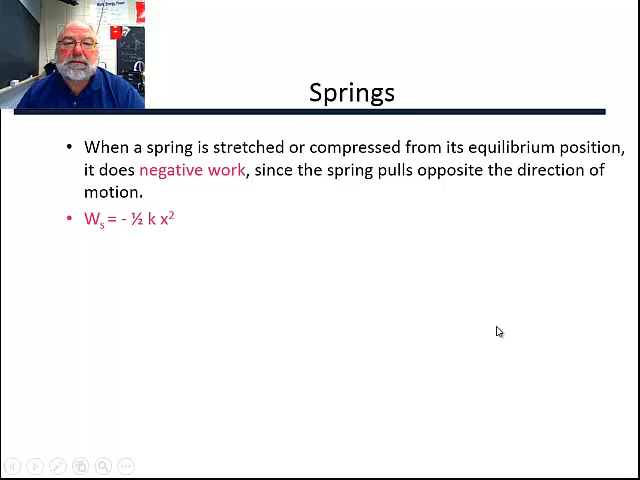 Springs
• When a spring is stretched or compressed from its equilibrium position,
it does negative work, since the spring pulls opposite the direction of
motion.
• Wₛ = - ½ k x²